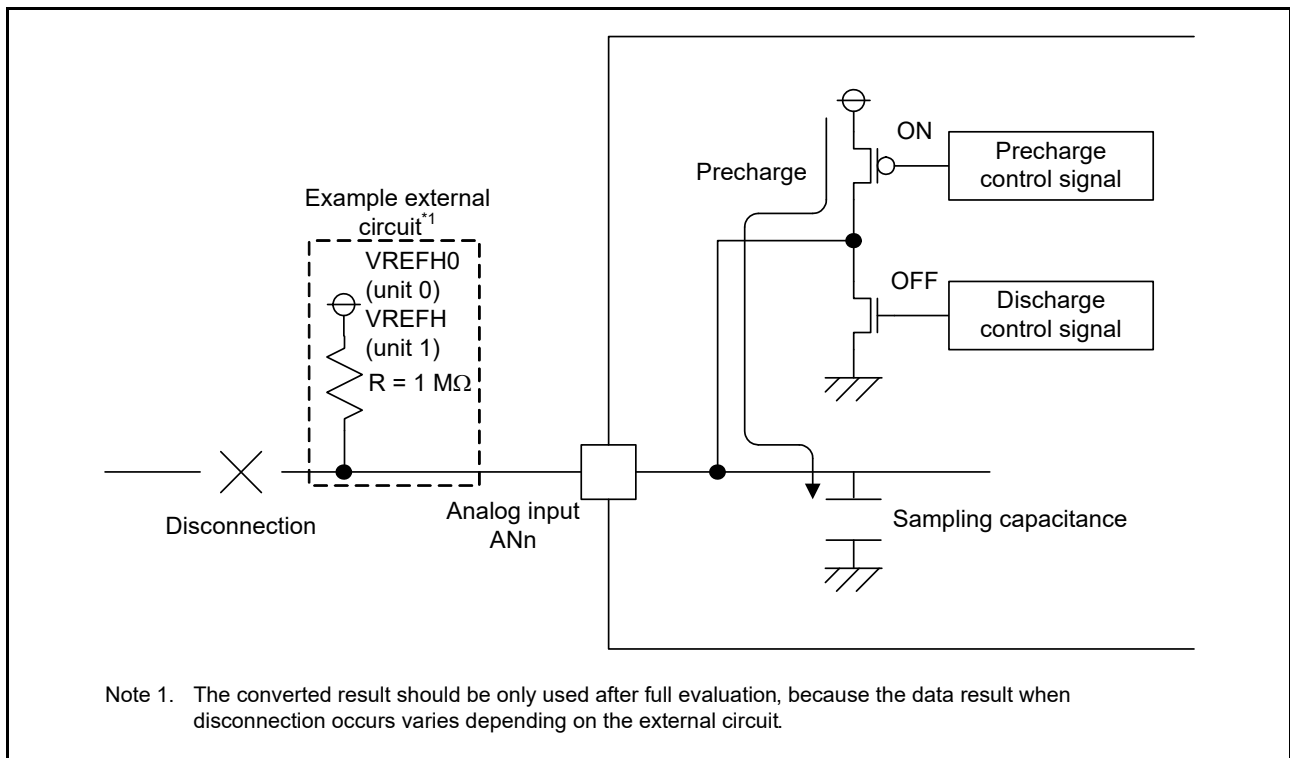 ON
Precharge
control signal
Precharge
Example external
circuit*1
VREFH0
(unit 0)
VREFH
(unit 1)
R = 1 MΩ
OFF
Discharge
control signal
Disconnection
Analog input
ANn
Sampling capacitance
Note 1. The converted result should be only used after full evaluation, because the data result when
disconnection occurs varies depending on the external circuit.